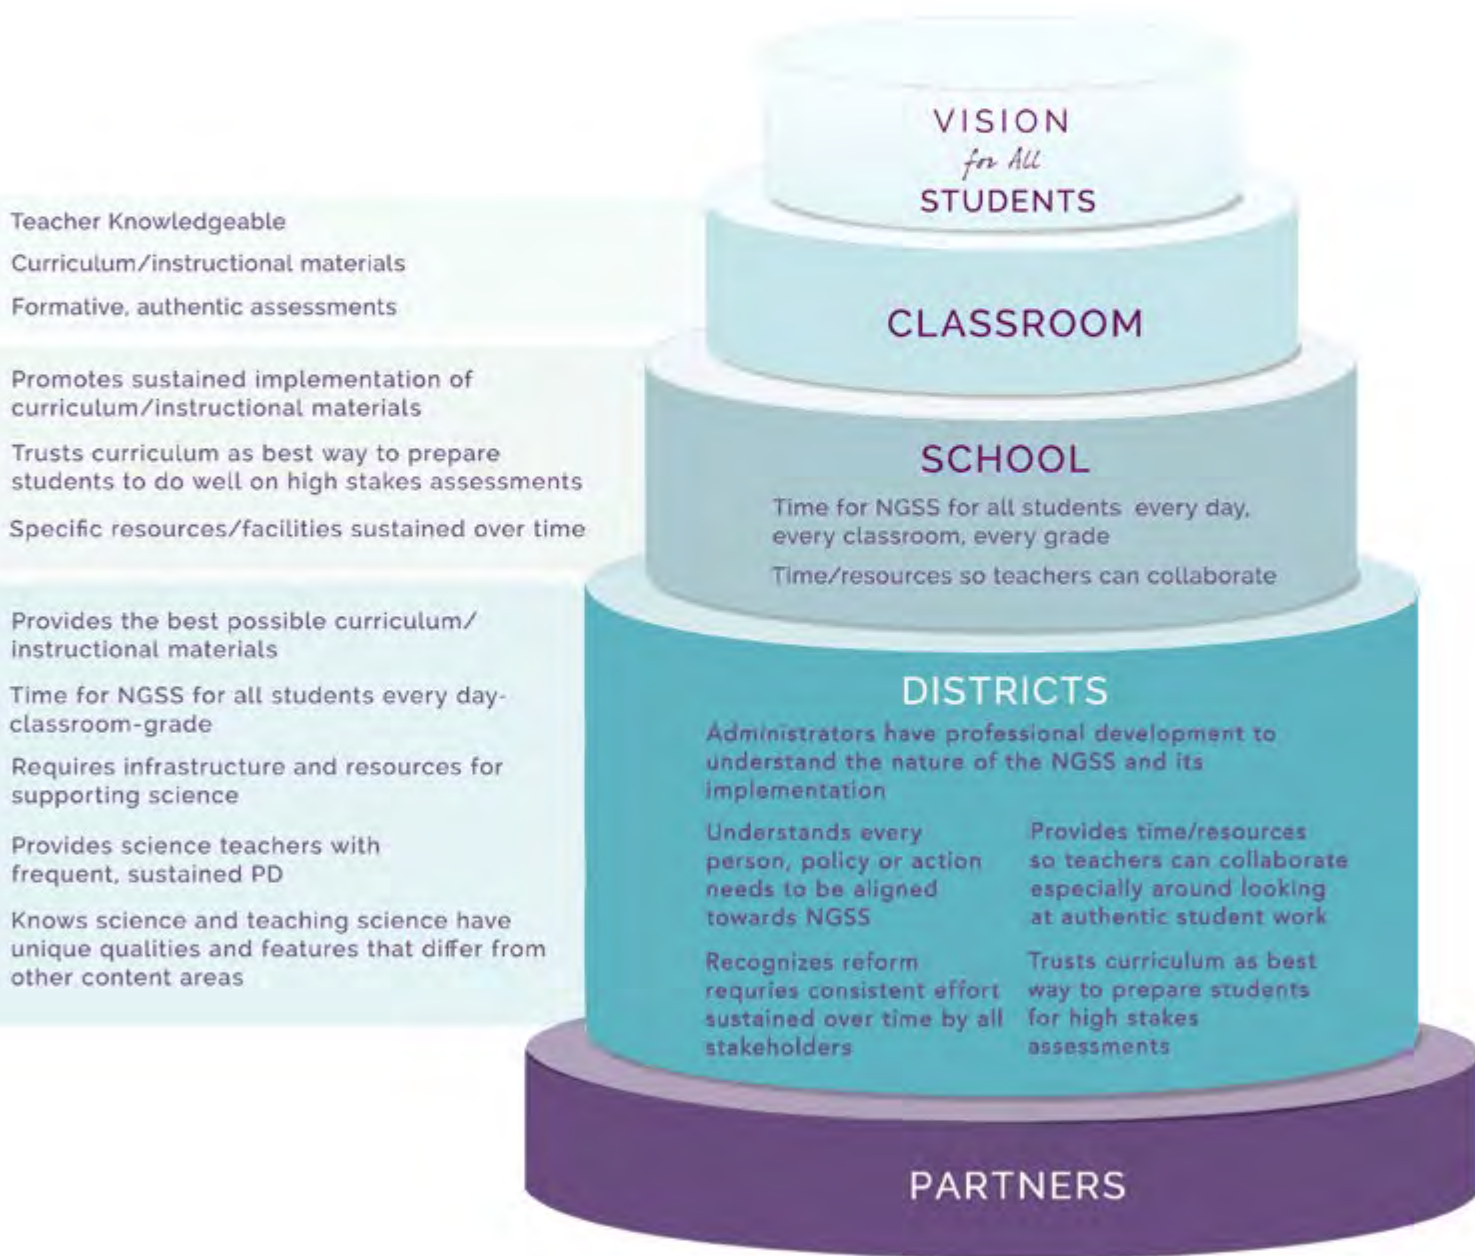 VISION
for All
STUDENTS
Teacher Knowledgeable
Curriculum/instructional materials
Formative, authentic assessments
CLASSROOM
Promotes sustained implementation of
curriculum/instructional materials
Trusts curriculum as best way to prepare
students to do well on high stakes assessments
Specific resources/facilities sustained over time
SCHOOL
Time for NGSS for all students every day,
every classroom, every grade
Time/resources so teachers can collaborate
Provides the best possible curriculum/
instructional materials
Time for NGSS for all students every day-
classroom-grade
Requires infrastructure and resources for
supporting science
Provides science teachers with
frequent, sustained PD
Knows science and teaching science have
unique qualities and features that differ from
other content areas
DISTRICTS
Administrators have professional development to
understand the nature of the NGSS and its
implementation
Understands every
person, policy or action
needs to be aligned
towards NGSS
Provides time/resources
so teachers can collaborate
especially around looking
at authentic student work
Recognizes reform
requries consistent effort
sustained over time by all
stakeholders
Trusts curriculum as best
way to prepare students
for high stakes
assessments
PARTNERS